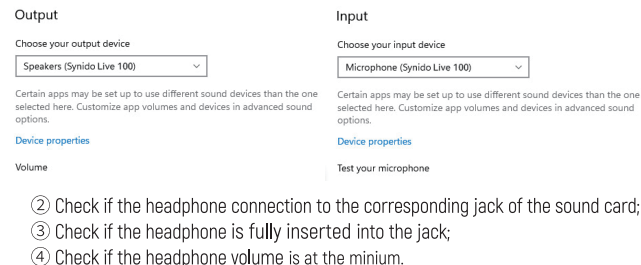 Output
Choose your output device
Speakers (Synido Live 100)
Certain apps may be set up to use different sound devices than the one
selected here. Customize app volumes and devices in advanced sound
options.
Device properties
Volume
Input
Choose your input device
Microphone (Synido Live 100)
Certain apps may be set up to use different sound devices than the one
selected here. Customize app volumes and devices in advanced sound
options.
Device properties
Test your microphone
② Check if the headphone connection to the corresponding jack of the sound card;
③ Check if the headphone is fully inserted into the jack;
④ Check if the headphone volume is at the minium.